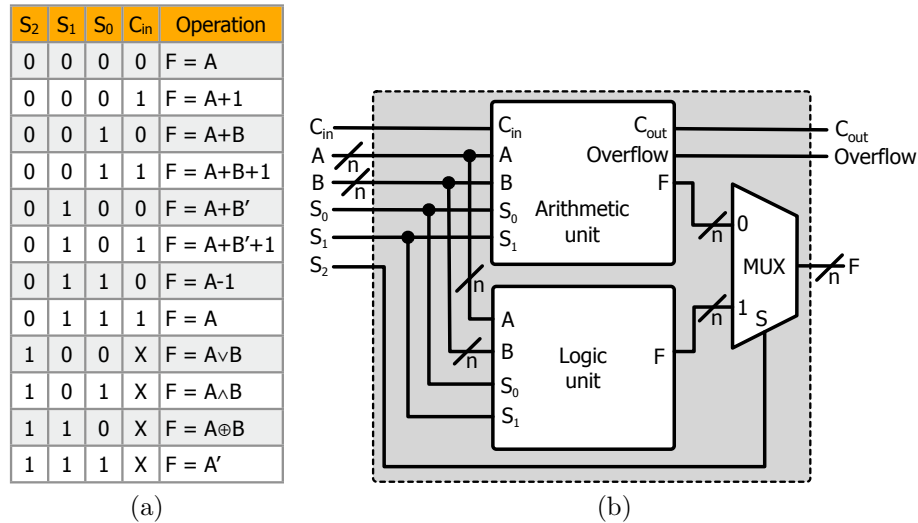 S₂ S₁ S₀ Cin Operation
0 0 0 0 F = A
0 0 0 1 F = A+1
0 0 1 0 F = A+B
0 0 1 1 F = A+B+1
0 1 0 0 F = A+B′
0 1 0 1 F = A+B′+1
0 1 1 0 F = A-1
0 1 1 1 F = A
1 0 0 X F = A∨B
1 0 1 X F = A∧B
1 1 0 X F = A⊕B
1 1 1 X F = A′
(a)
Cin Cin Cout Cout
A n A Overflow Overflow
B n B F
S₀ S₀ Arithmetic n 0
S₁ S₁ unit
S₂ MUX n F
n
A n 1 S
B Logic F
n unit
S₀
S₁
(b)